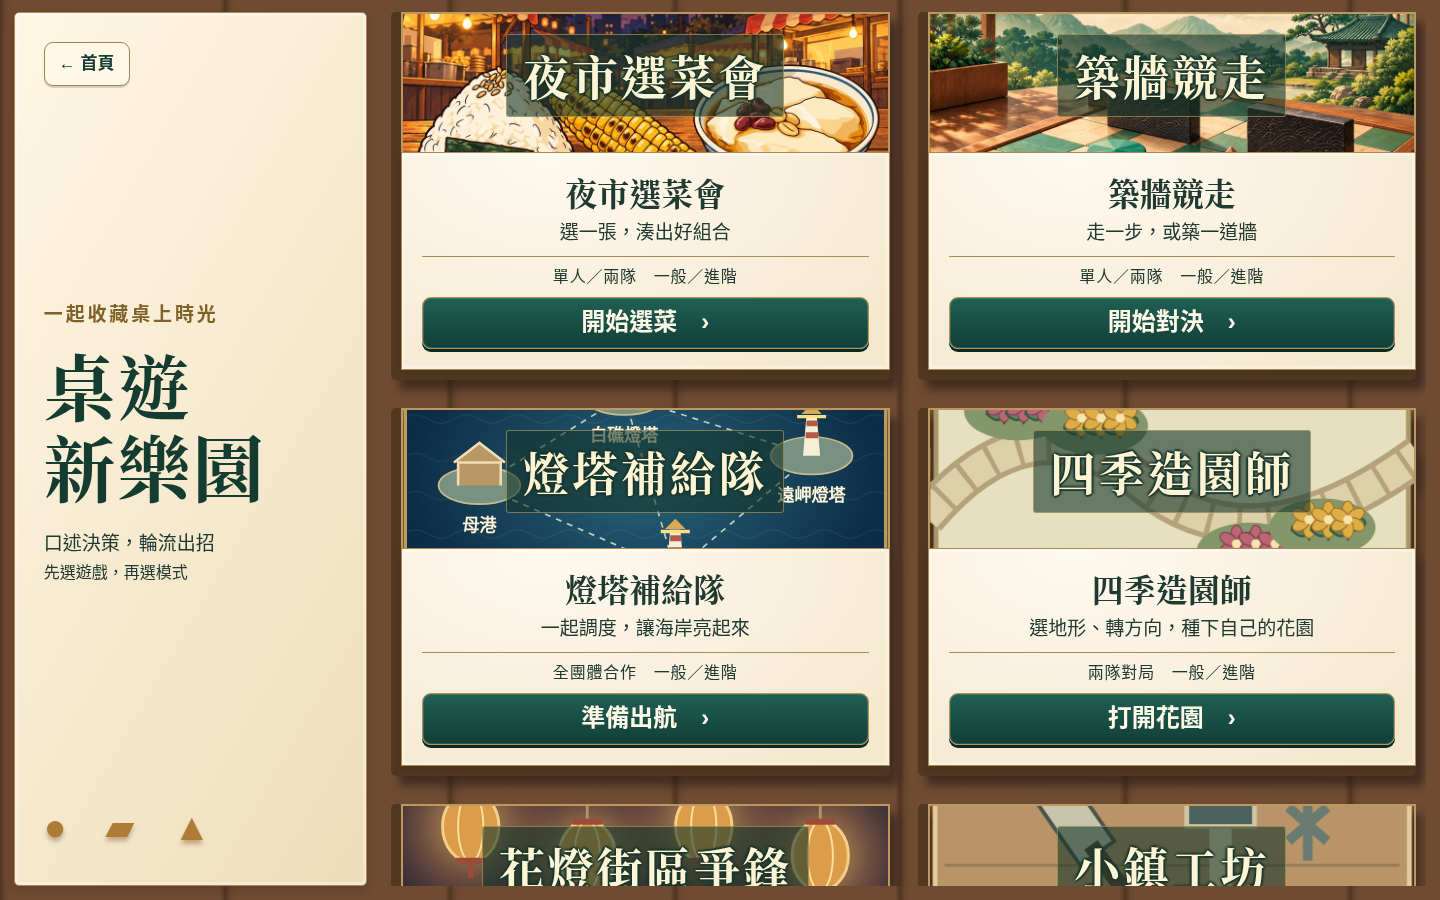 ← 首頁
一起收藏桌上時光
桌遊
新樂園
口述決策，輪流出招
先選遊戲，再選模式
夜市選菜會
夜市選菜會
選一張，湊出好組合
單人／兩隊　一般／進階
開始選菜　›
築牆競走
築牆競走
走一步，或築一道牆
單人／兩隊　一般／進階
開始對決　›
白礁燈塔
燈塔補給隊
遠岬燈塔
母港
燈塔補給隊
一起調度，讓海岸亮起來
全團體合作　一般／進階
準備出航　›
四季造園師
四季造園師
選地形、轉方向，種下自己的花園
兩隊對局　一般／進階
打開花園　›
花燈街區爭鋒
小鎮工坊